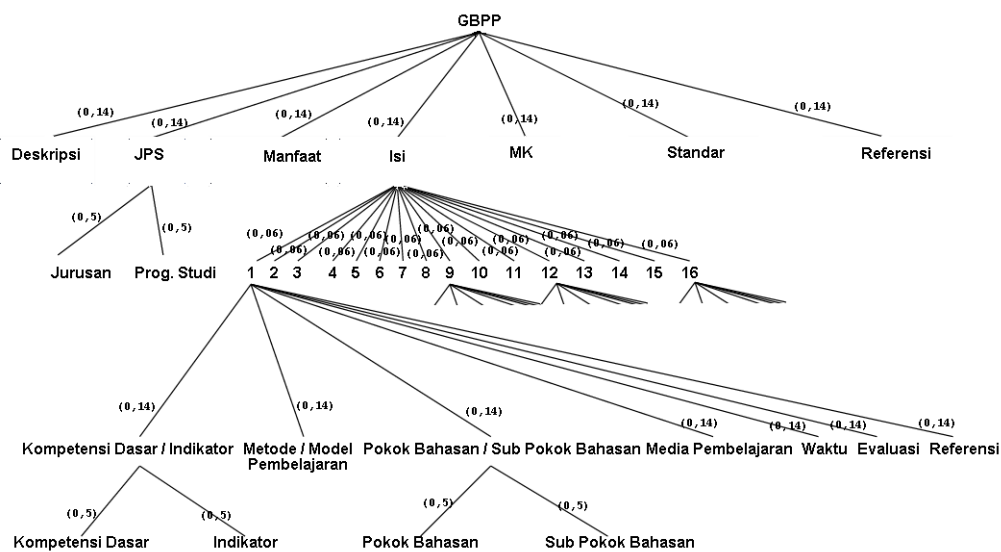 GBPP
(0,14) (0,14) (0,14) (0,14) (0,14) (0,14) (0,14)
Deskripsi JPS Manfaat Isi MK Standar Referensi
(0,5) (0,5)
(0,06) (0,06) (0,06) (0,06) (0,06) (0,06) (0,06) (0,06) (0,06) (0,06) (0,06) (0,06) (0,06) (0,06) (0,06) (0,06)
Jurusan Prog. Studi 1 2 3 4 5 6 7 8 9 10 11 12 13 14 15 16
(0,14) (0,14) (0,14) (0,14) (0,14) (0,14) (0,14)
Kompetensi Dasar / Indikator Metode / Model Pokok Bahasan / Sub Pokok Bahasan Media Pembelajaran Waktu Evaluasi Referensi
Pembelajaran
(0,5) (0,5) (0,5) (0,5)
Kompetensi Dasar Indikator Pokok Bahasan Sub Pokok Bahasan